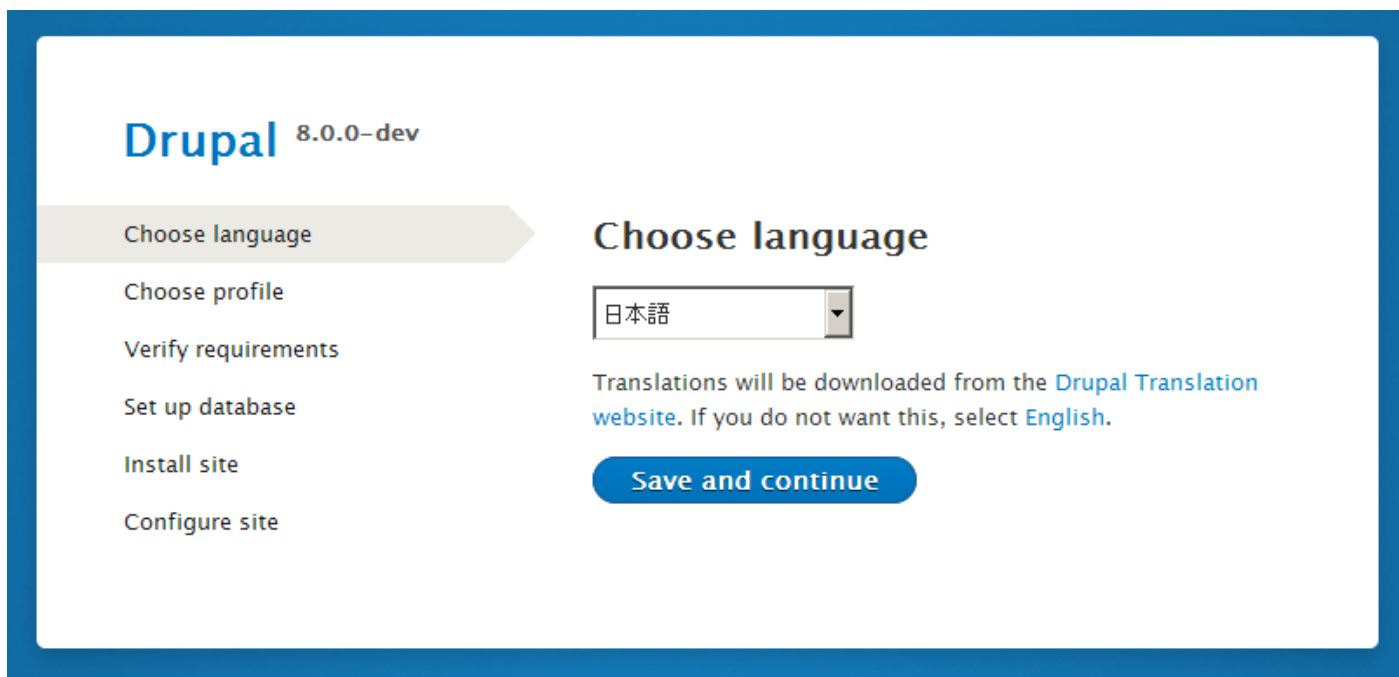 Drupal 8.0.0-dev
Choose language
Choose profile
Verify requirements
Set up database
Install site
Configure site
Choose language
日本語
Translations will be downloaded from the Drupal Translation
website. If you do not want this, select English.
Save and continue